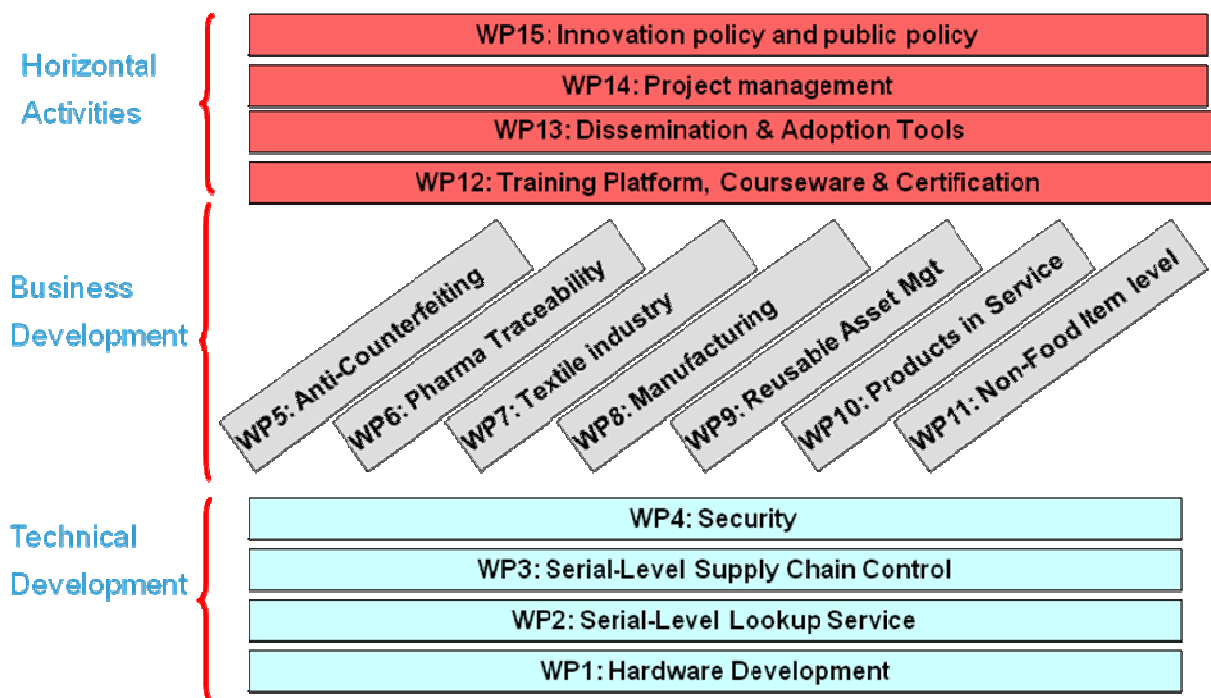 Horizontal
Activities
WP15: Innovation policy and public policy
WP14: Project management
WP13: Dissemination & Adoption Tools
WP12: Training Platform, Courseware & Certification
Business
Development
WP5: Anti-Counterfeiting
WP6: Pharma Traceability
WP7: Textile industry
WP8: Manufacturing
WP9: Reusable Asset Mgt
WP10: Products in Service
WP11: Non-Food Item level
Technical
Development
WP4: Security
WP3: Serial-Level Supply Chain Control
WP2: Serial-Level Lookup Service
WP1: Hardware Development